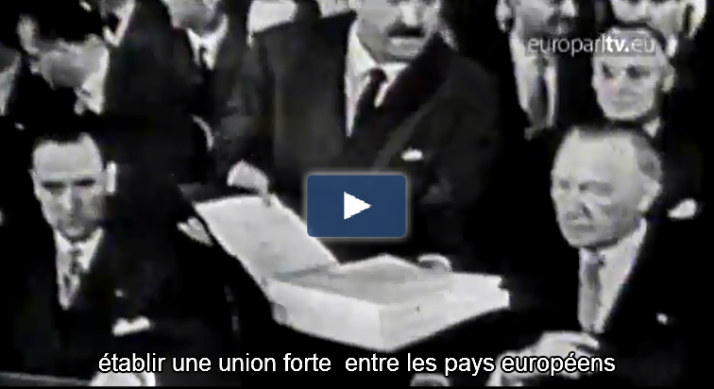 europarltv.eu
établir une union forte entre les pays européens